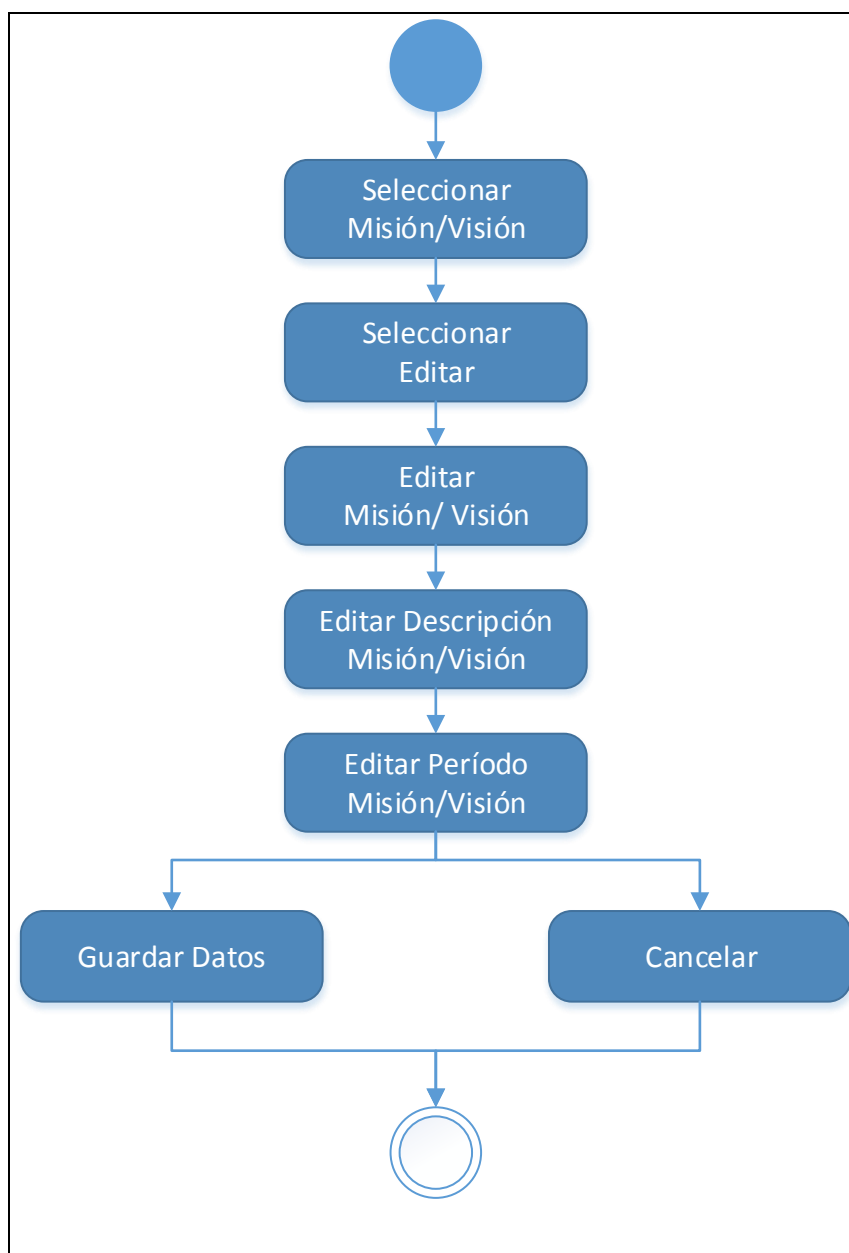 Seleccionar
Misión/Visión
Seleccionar
Editar
Editar
Misión/ Visión
Editar Descripción
Misión/Visión
Editar Período
Misión/Visión
Guardar Datos
Cancelar